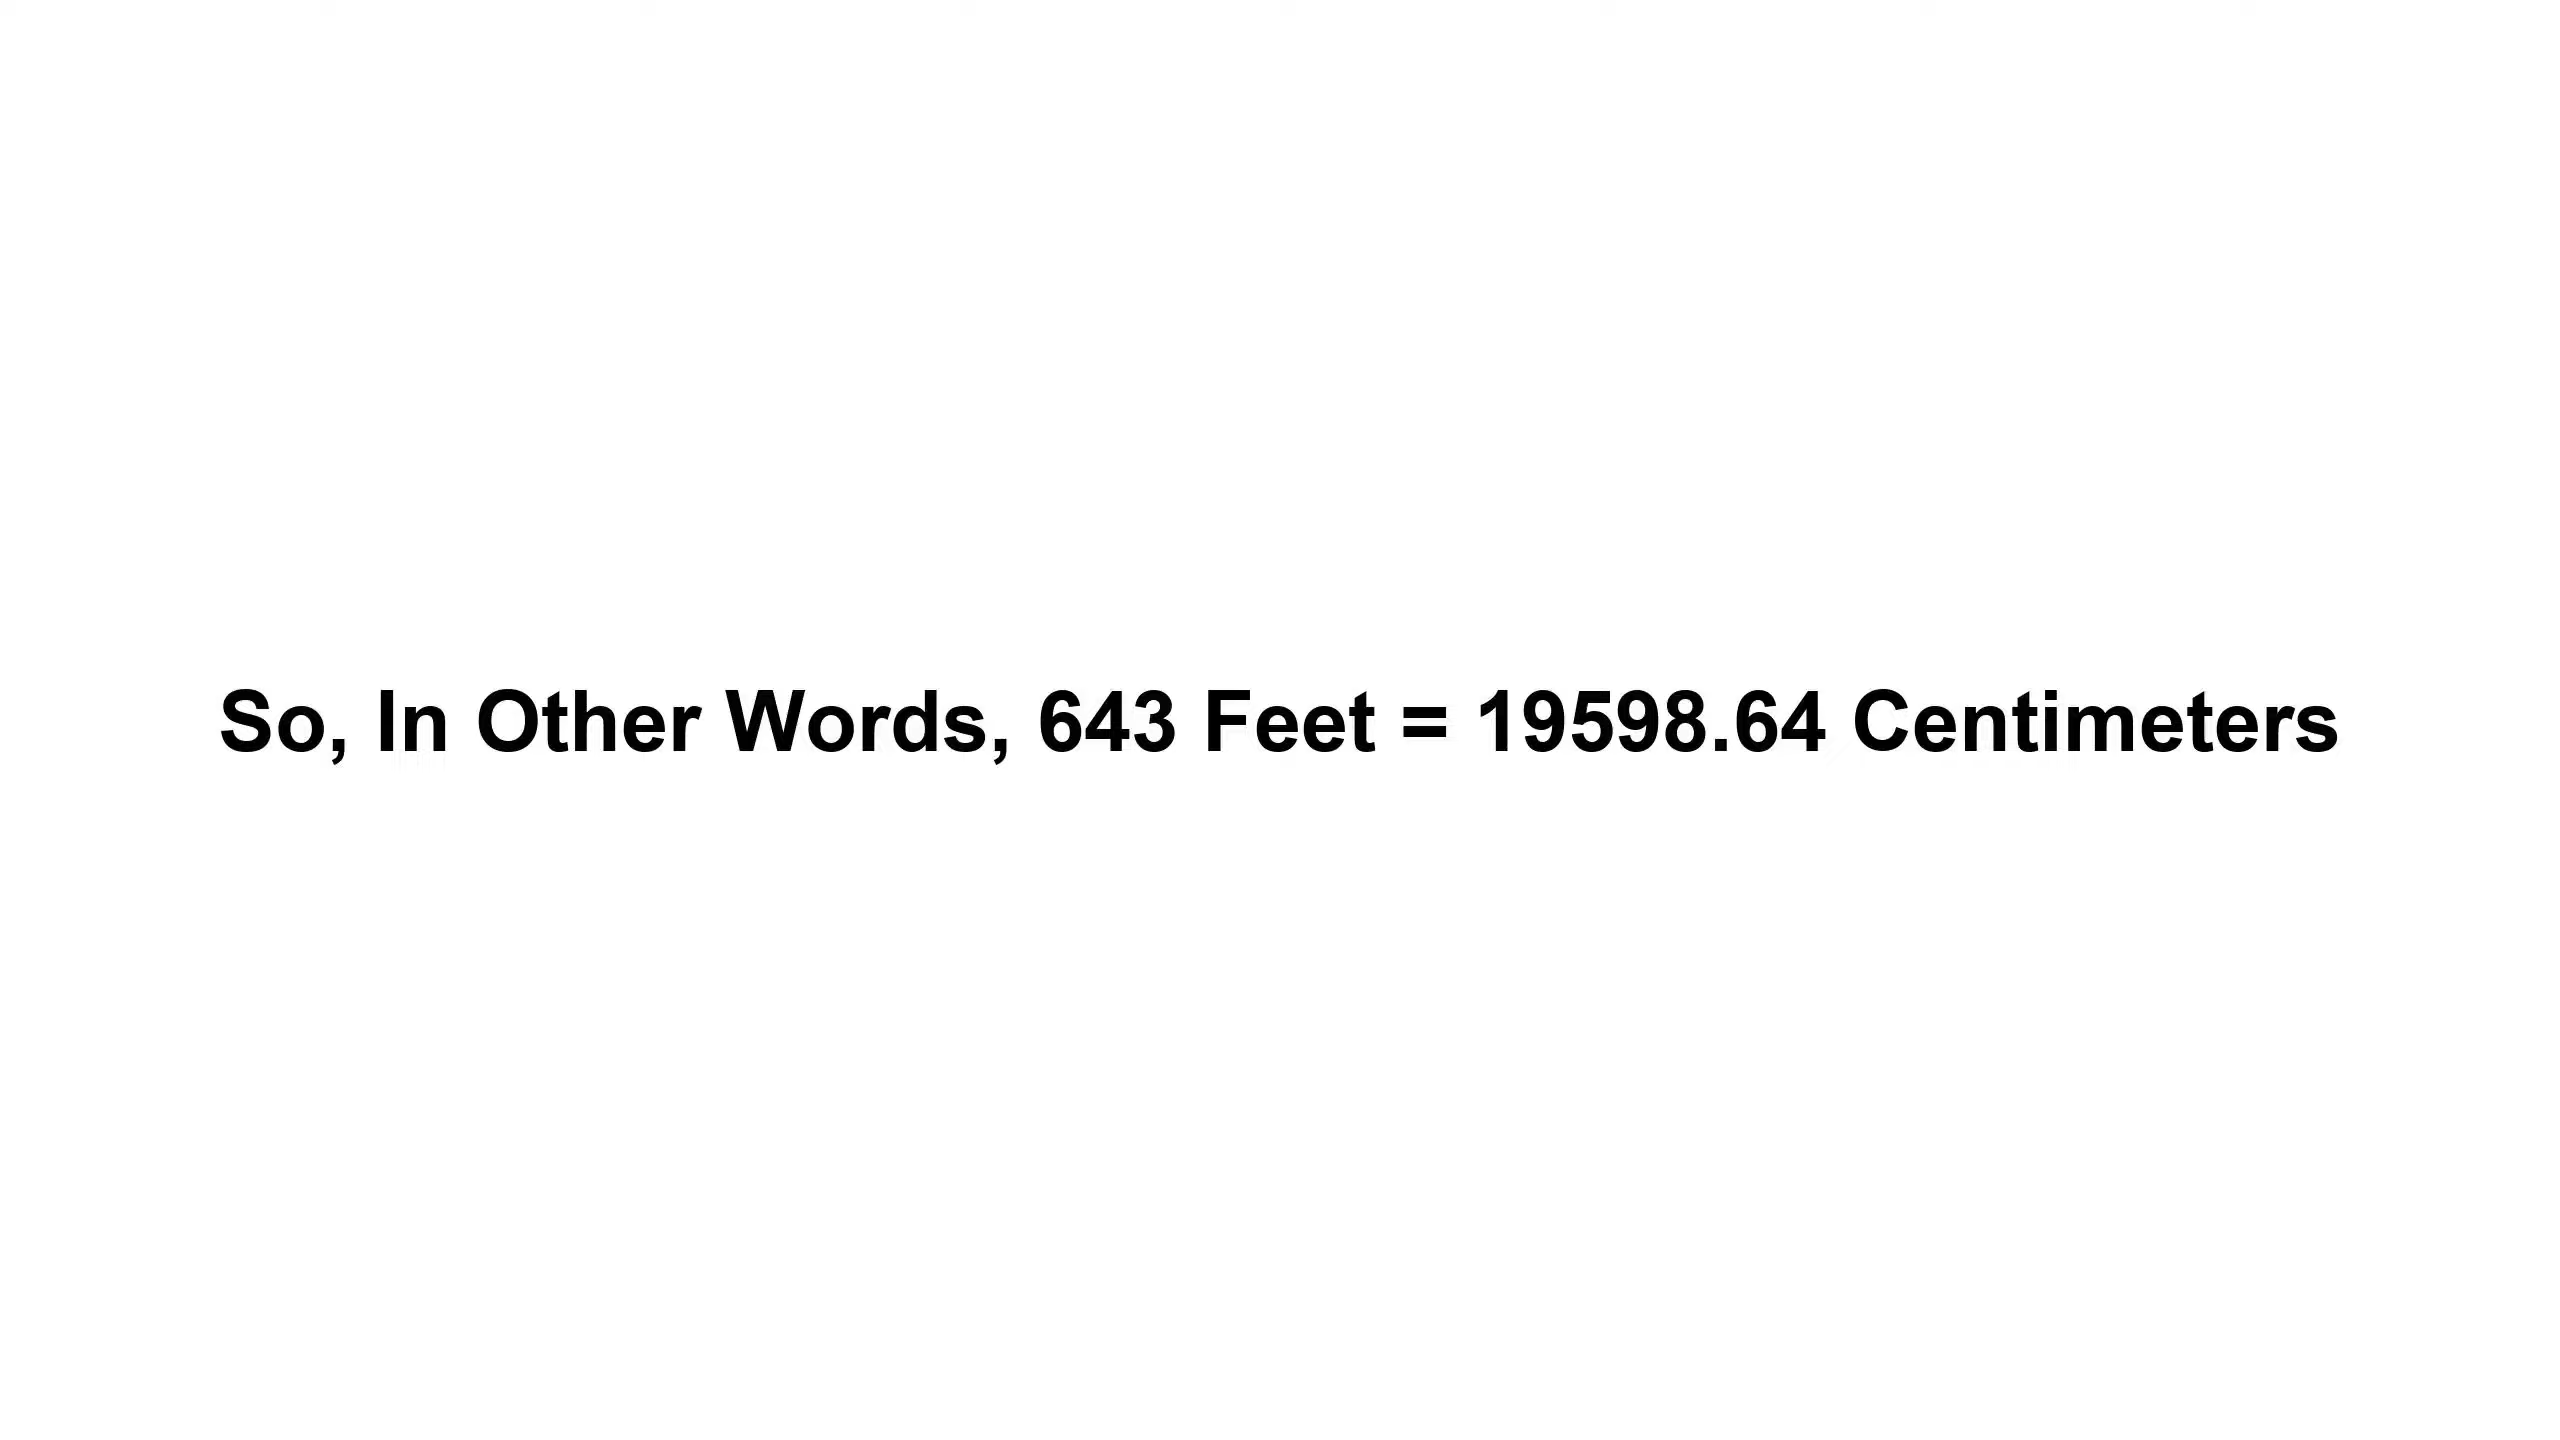 So, In Other Words, 643 Feet = 19598.64 Centimeters